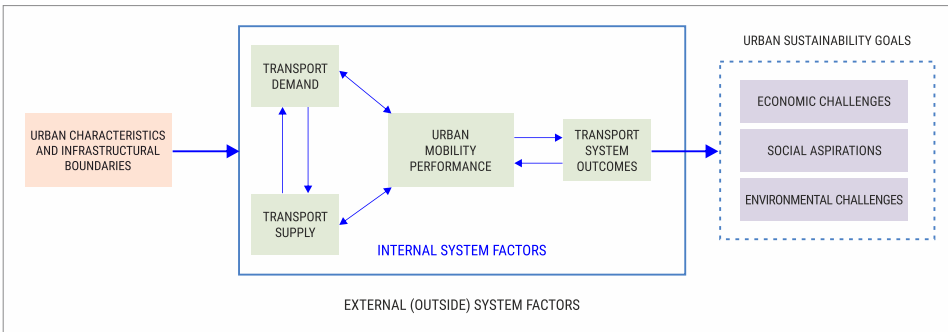 URBAN SUSTAINABILITY GOALS
TRANSPORT
DEMAND
URBAN CHARACTERISTICS
AND INFRASTRUCTURAL
BOUNDARIES
URBAN
MOBILITY
PERFORMANCE
TRANSPORT
SYSTEM
OUTCOMES
ECONOMIC CHALLENGES
SOCIAL ASPIRATIONS
ENVIRONMENTAL CHALLENGES
TRANSPORT
SUPPLY
INTERNAL SYSTEM FACTORS
EXTERNAL (OUTSIDE) SYSTEM FACTORS